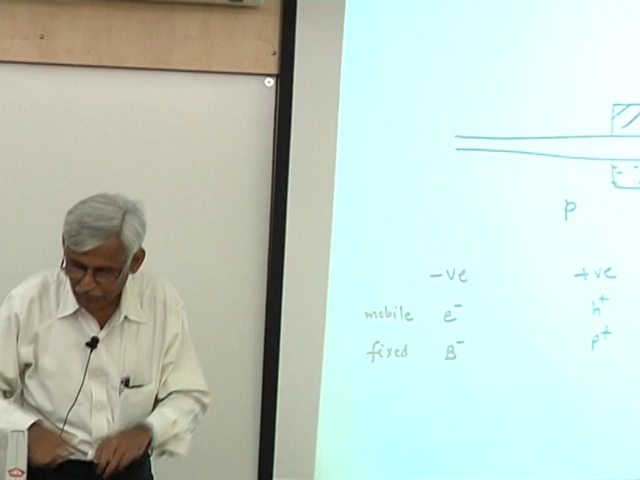 p
-ve +ve
mobile e⁻ h⁺
fixed B⁻ P⁺